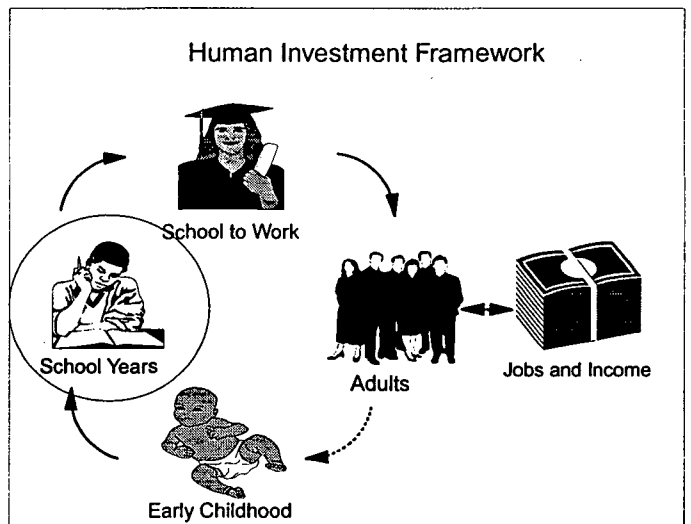 Human Investment Framework
School to Work
School Years
Adults
Jobs and Income
Early Childhood